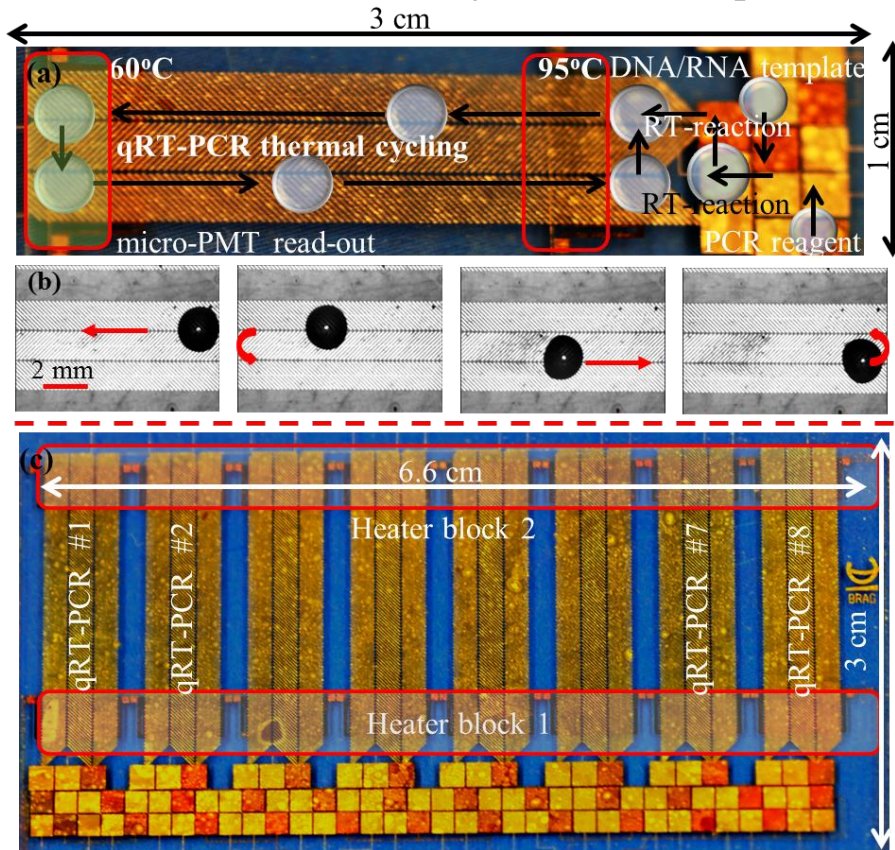 3 cm
(a)
60°C
95°C DNA/RNA template
RT-reaction
qRT-PCR thermal cycling
1 cm
RT-reaction
micro-PMT read-out
PCR reagent
(b)
2 mm
(c)
6.6 cm
Heater block 2
qRT-PCR #1
qRT-PCR #2
qRT-PCR #7
qRT-PCR #8
BRAG
3 cm
Heater block 1